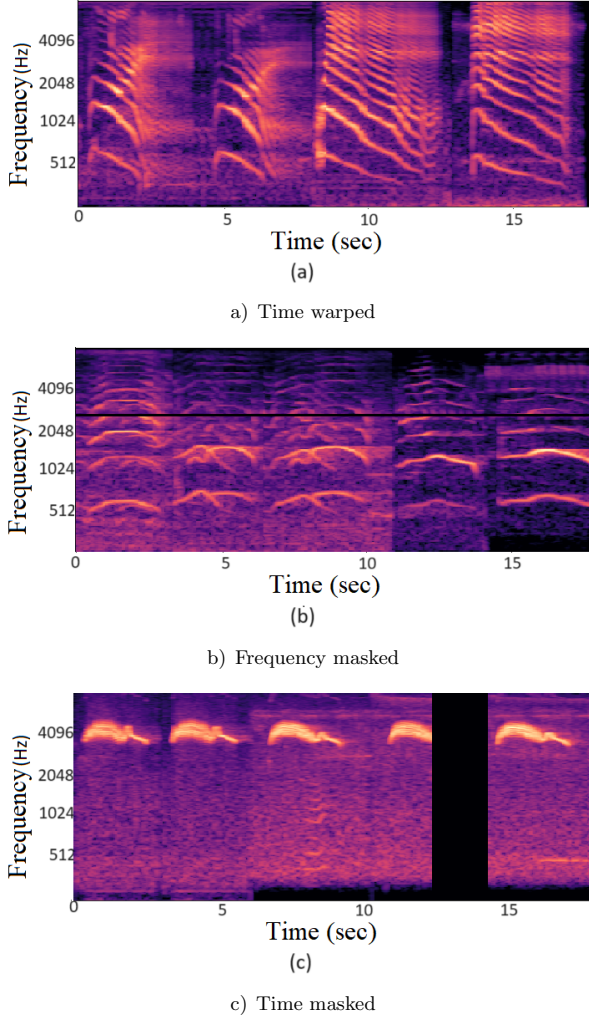 4096
2048
1024
512
Frequency(Hz)
0 5 10 15
Time (sec)
(a)
a) Time warped
4096
2048
1024
512
Frequency(Hz)
5 10 15
Time (sec)
(b)
b) Frequency masked
4096
2048
1024
512
Frequency(Hz)
0 5 10 15
Time (sec)
(c)
c) Time masked